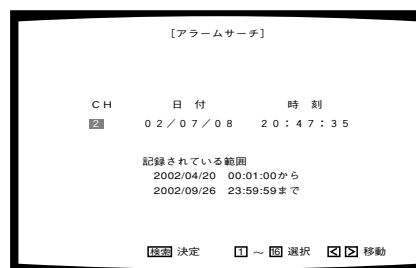 [アラームサーチ]
CH 日 付 時 刻
2 02/07/08 20:47:35
記録されている範囲
2002/04/20 00:01:00から
2002/09/26 23:59:59まで
検索 決定 1 ～ 16 選択 < > 移動